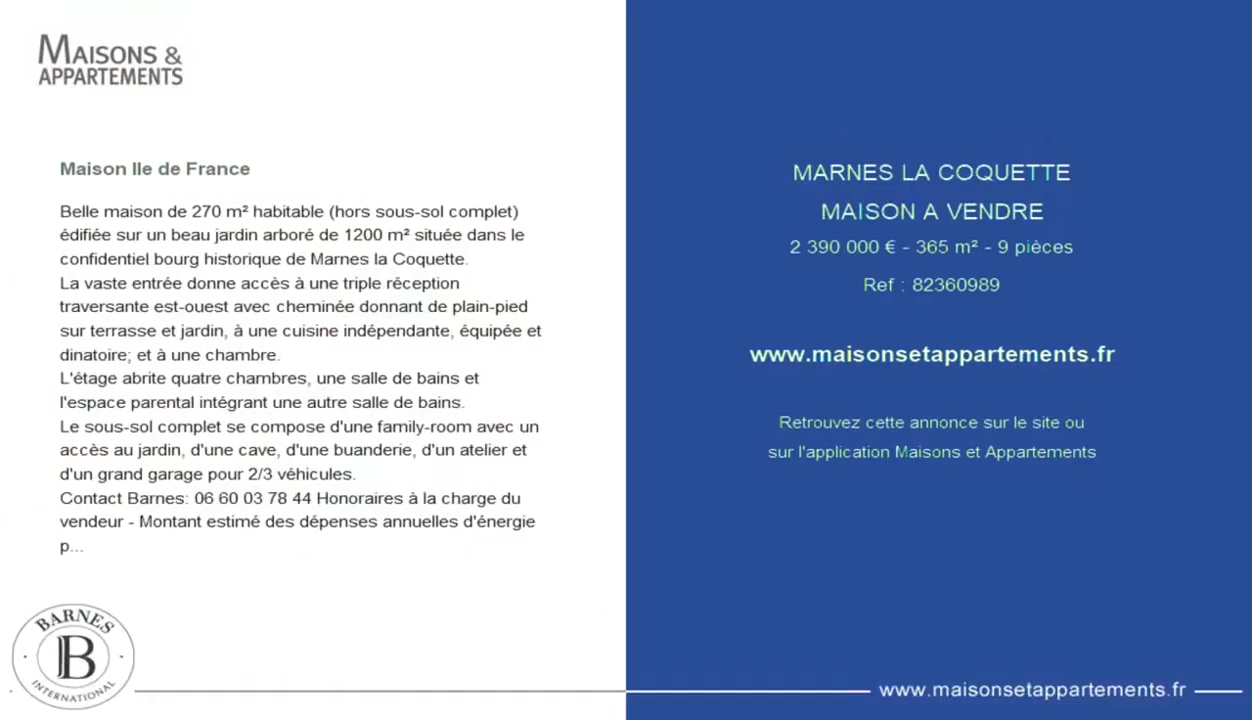 MAISONS &
APPARTEMENTS
Maison Ile de France
Belle maison de 270 m² habitable (hors sous-sol complet)
édifiée sur un beau jardin arboré de 1200 m² située dans le
confidentiel bourg historique de Marnes la Coquette.
La vaste entrée donne accès à une triple réception
traversante est-ouest avec cheminée donnant de plain-pied
sur terrasse et jardin, à une cuisine indépendante, équipée et
dinatoire; et à une chambre.
L'étage abrite quatre chambres, une salle de bains et
l'espace parental intégrant une autre salle de bains.
Le sous-sol complet se compose d'une family-room avec un
accès au jardin, d'une cave, d'une buanderie, d'un atelier et
d'un grand garage pour 2/3 véhicules.
Contact Barnes: 06 60 03 78 44 Honoraires à la charge du
vendeur - Montant estimé des dépenses annuelles d'énergie
p...
BARNES
B
INTERNATIONAL
MARNES LA COQUETTE
MAISON A VENDRE
2 390 000 € - 365 m² - 9 pièces
Ref : 82360989
www.maisonsetappartements.fr
Retrouvez cette annonce sur le site ou
sur l'application Maisons et Appartements
www.maisonsetappartements.fr